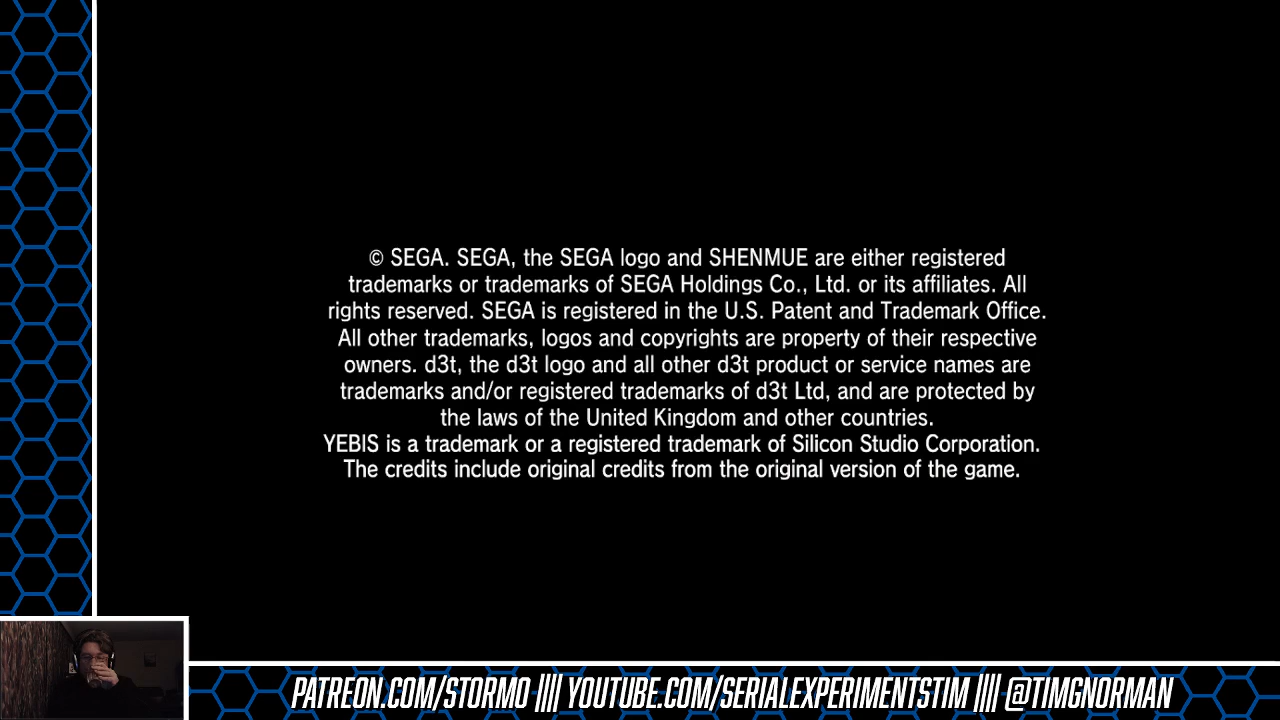 © SEGA. SEGA, the SEGA logo and SHENMUE are either registered
trademarks or trademarks of SEGA Holdings Co., Ltd. or its affiliates. All
rights reserved. SEGA is registered in the U.S. Patent and Trademark Office.
All other trademarks, logos and copyrights are property of their respective
owners. d3t, the d3t logo and all other d3t product or service names are
trademarks and/or registered trademarks of d3t Ltd, and are protected by
the laws of the United Kingdom and other countries.
YEBIS is a trademark or a registered trademark of Silicon Studio Corporation.
The credits include original credits from the original version of the game.
PATREON.COM/STORMO |||| YOUTUBE.COM/SERIALEXPERIMENTSTIM |||| @TIMGNORMAN